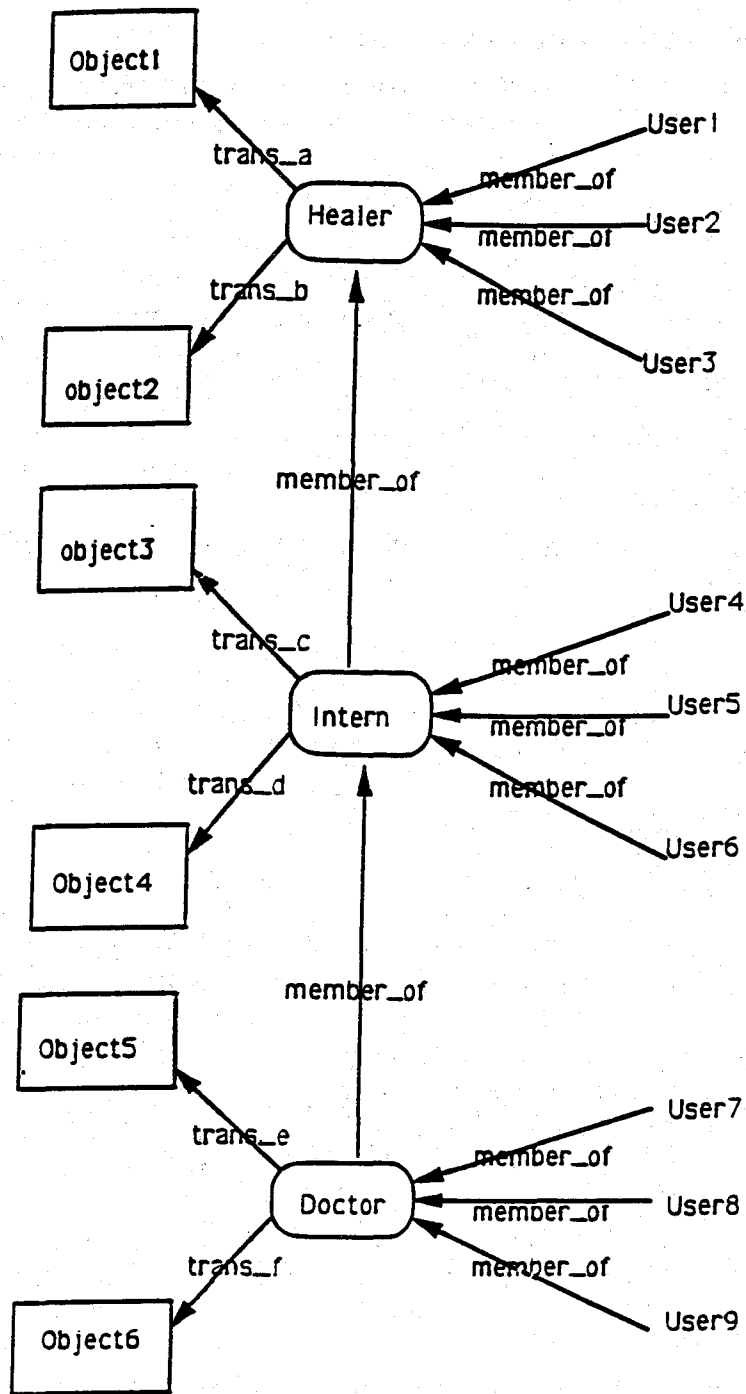 Object1
User1
trans_a
member_of
Healer
User2
member_of
trans_b
member_of
User3
object2
member_of
object3
User4
trans_c
member_of
Intern
User5
member_of
trans_d
member_of
User6
Object4
member_of
Object5
User7
trans_e
member_of
Doctor
User8
member_of
trans_f
member_of
User9
Object6